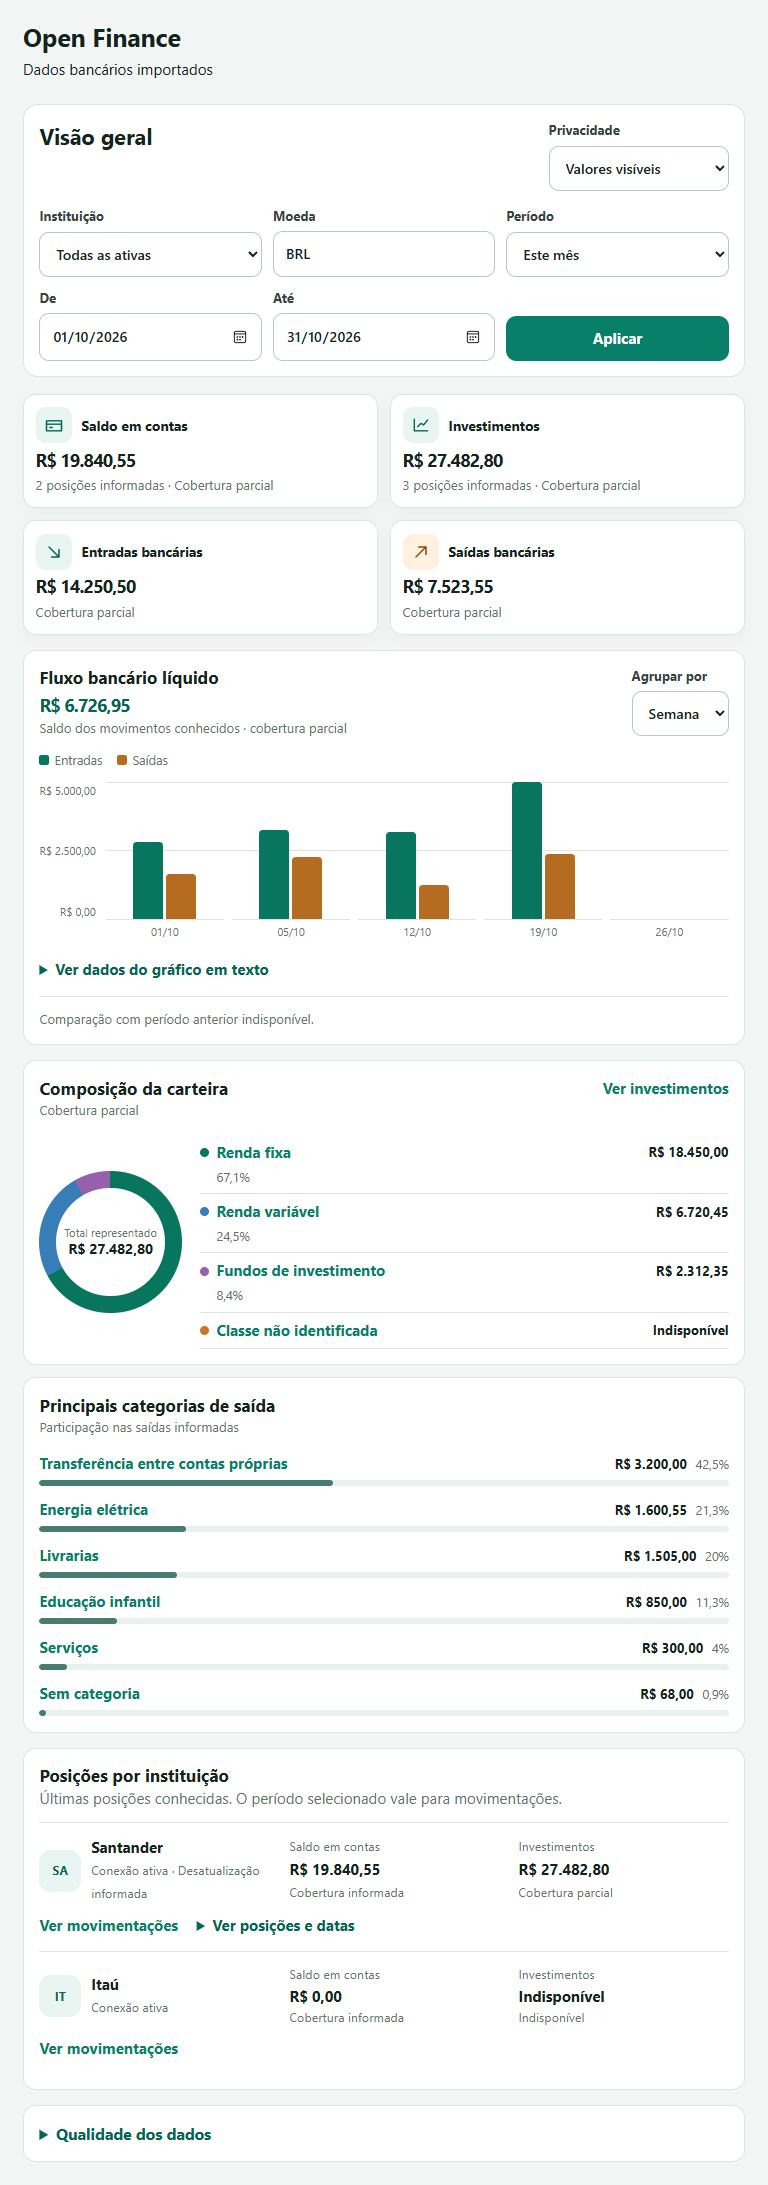 Open Finance
Dados bancários importados
Visão geral
Privacidade
Valores visíveis
Instituição
Moeda
Período
Todas as ativas
BRL
Este mês
De
Até
01/10/2026
31/10/2026
Aplicar
Saldo em contas
R$ 19.840,55
2 posições informadas · Cobertura parcial
Investimentos
R$ 27.482,80
3 posições informadas · Cobertura parcial
Entradas bancárias
R$ 14.250,50
Cobertura parcial
Saídas bancárias
R$ 7.523,55
Cobertura parcial
Fluxo bancário líquido
R$ 6.726,95
Saldo dos movimentos conhecidos · cobertura parcial
Agrupar por
Semana
Entradas
Saídas
R$ 5.000,00
R$ 2.500,00
R$ 0,00
01/10
05/10
12/10
19/10
26/10
Ver dados do gráfico em texto
Comparação com período anterior indisponível.
Composição da carteira
Cobertura parcial
Ver investimentos
Total representado
R$ 27.482,80
Renda fixa
R$ 18.450,00
67,1%
Renda variável
R$ 6.720,45
24,5%
Fundos de investimento
R$ 2.312,35
8,4%
Classe não identificada
Indisponível
Principais categorias de saída
Participação nas saídas informadas
Transferência entre contas próprias
R$ 3.200,00 42,5%
Energia elétrica
R$ 1.600,55 21,3%
Livrarias
R$ 1.505,00 20%
Educação infantil
R$ 850,00 11,3%
Serviços
R$ 300,00 4%
Sem categoria
R$ 68,00 0,9%
Posições por instituição
Últimas posições conhecidas. O período selecionado vale para movimentações.
SA
Santander
Conexão ativa · Desatualização
informada
Saldo em contas
R$ 19.840,55
Cobertura informada
Investimentos
R$ 27.482,80
Cobertura parcial
Ver movimentações
Ver posições e datas
IT
Itaú
Conexão ativa
Saldo em contas
R$ 0,00
Cobertura informada
Investimentos
Indisponível
Indisponível
Ver movimentações
Qualidade dos dados